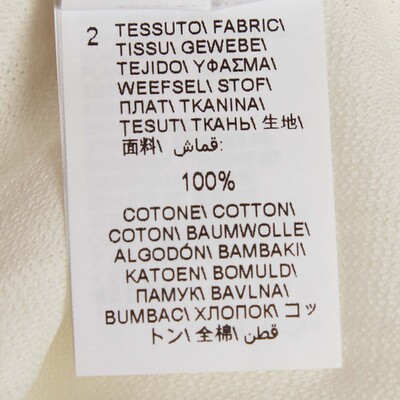 2 TESSUTO\ FABRIC\
TISSU\ GEWEBE\
TEJIDO\ ΥΦΑΣΜΑ\
WEEFSEL\ STOF\
ПЛАТ\ TKANINA\
ŢESUT\ ТКАНЬ\ 生地\
面料\ قماش:
100%
COTONE\ COTTON\
COTON\ BAUMWOLLE\
ALGODÓN\ BAMBAKI\
KATOEN\ BOMULD\
ПАМУК\ BAVLNA\
BUMBAC\ ХЛОПОК\ コッ
トン\ 全棉\ قطن